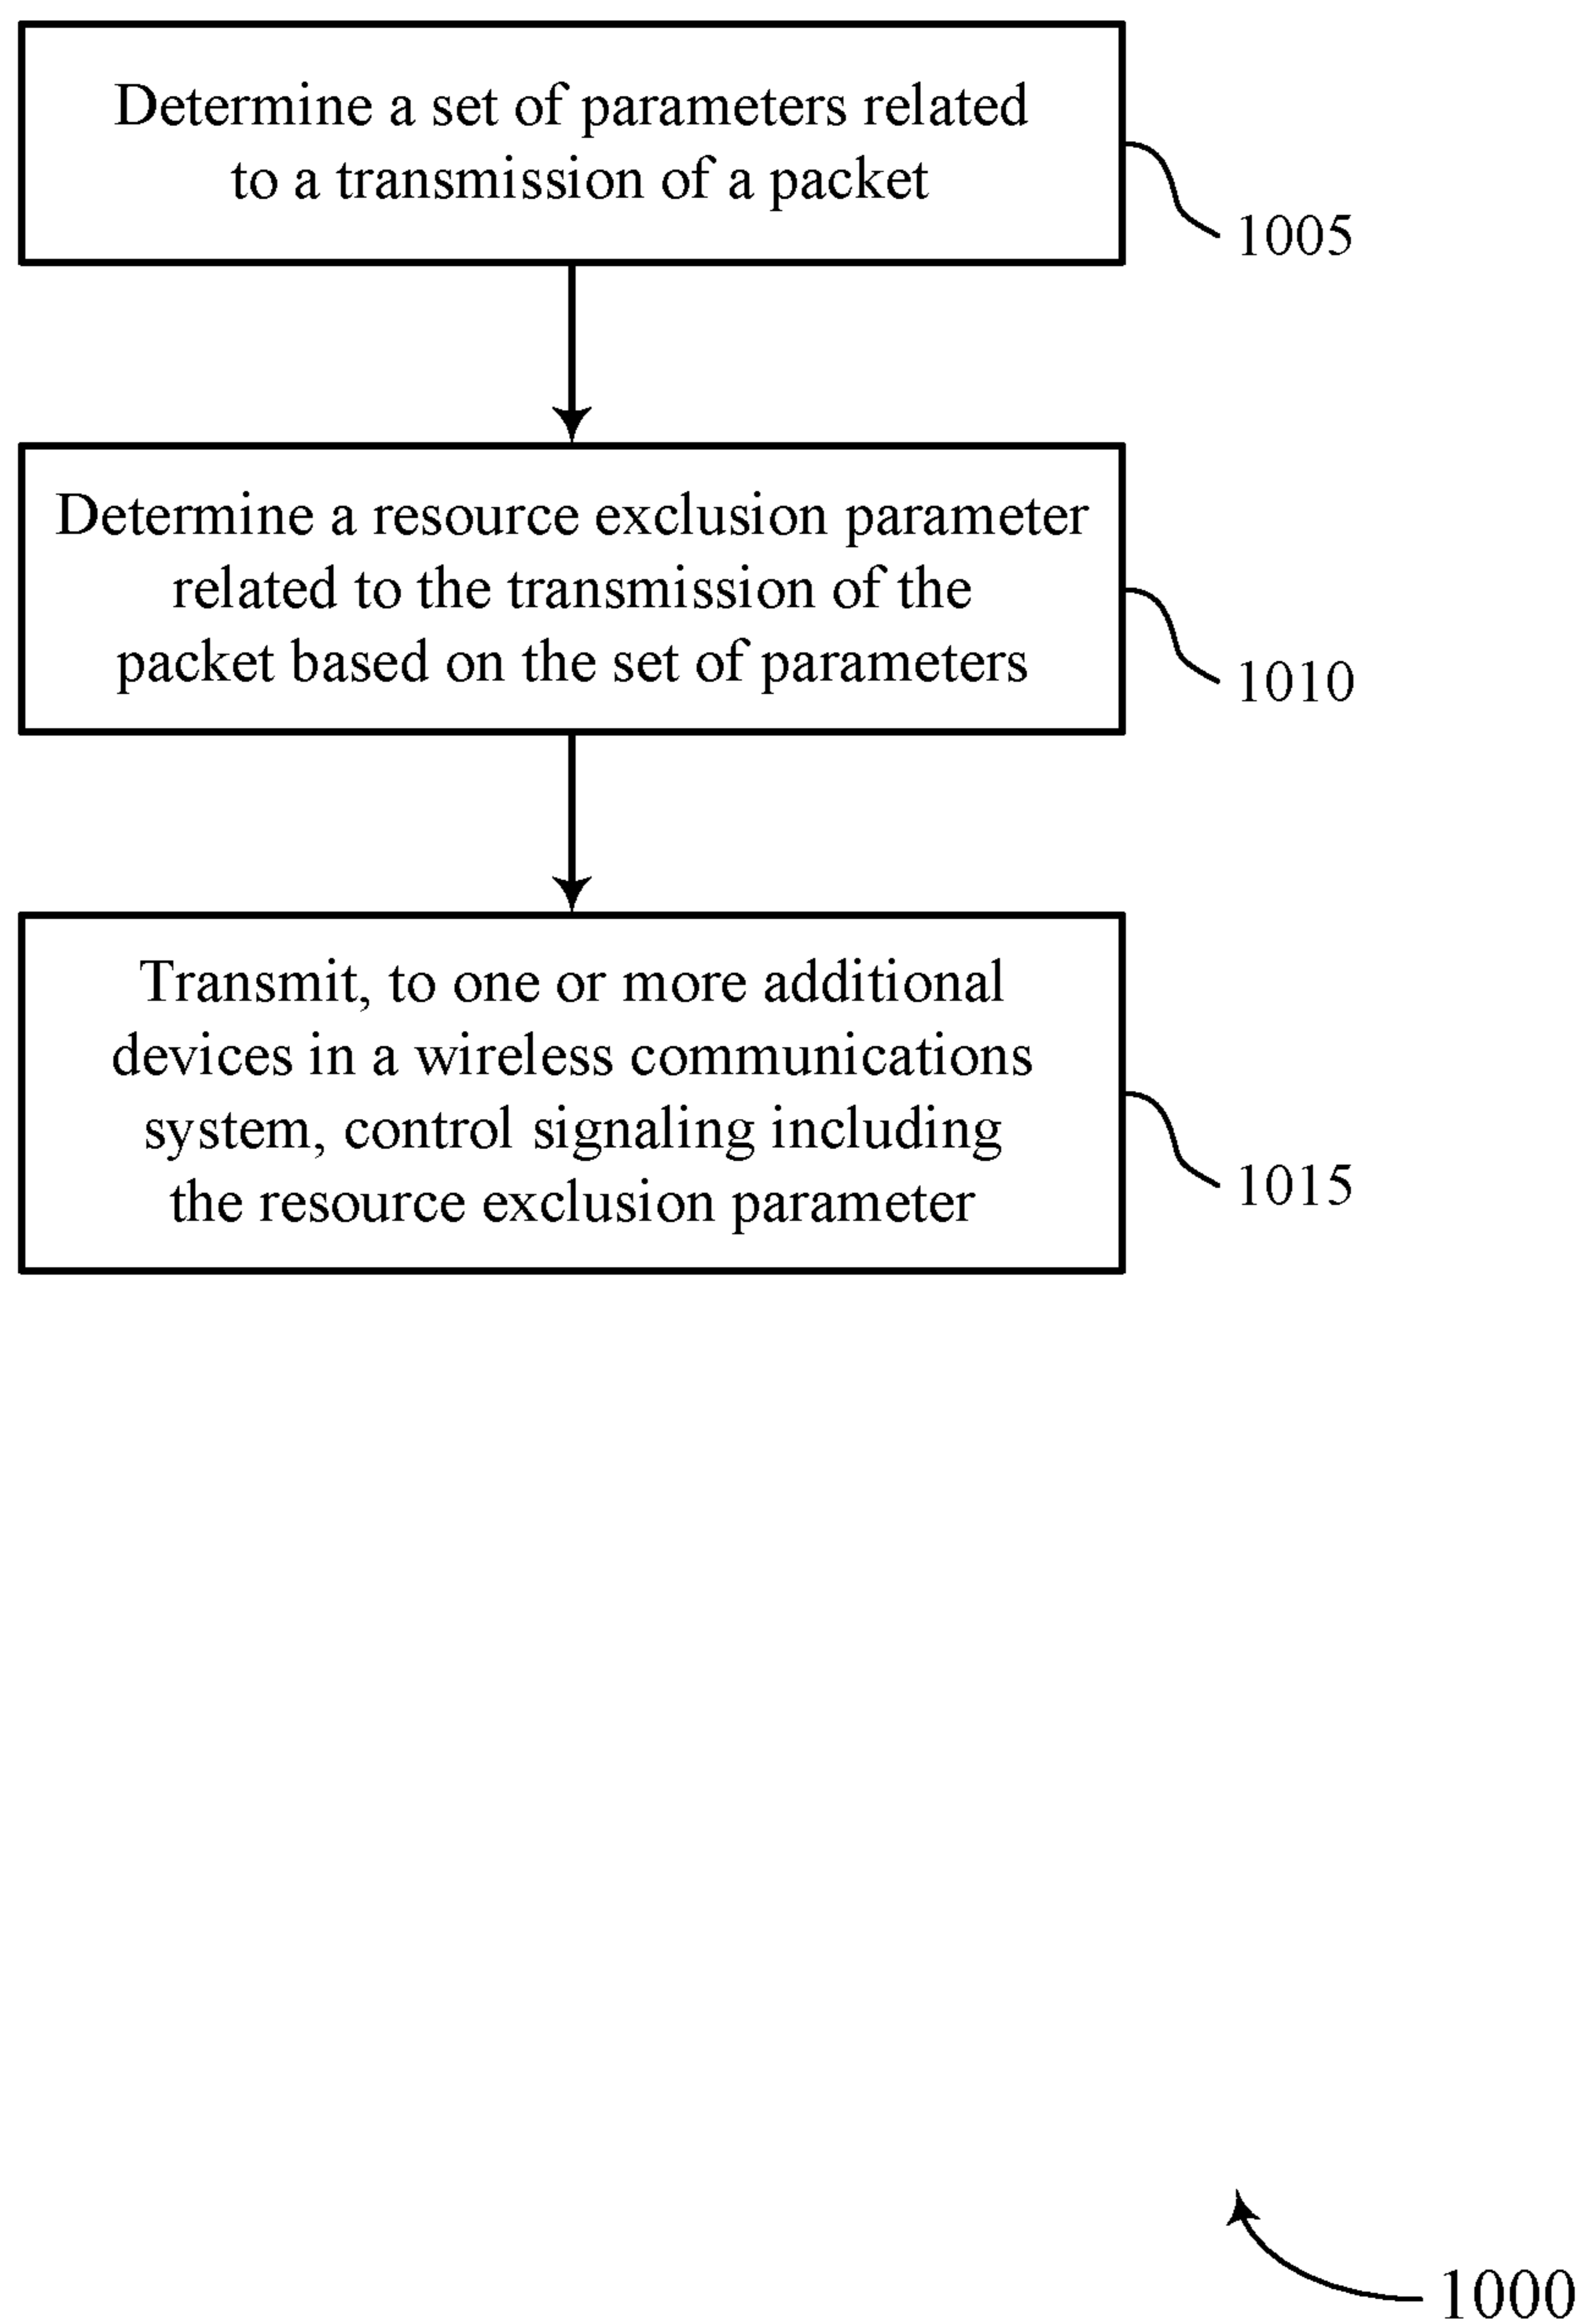 Determine a set of parameters related
to a transmission of a packet
1005
Determine a resource exclusion parameter
related to the transmission of the
packet based on the set of parameters
1010
Transmit, to one or more additional
devices in a wireless communications
system, control signaling including
the resource exclusion parameter
1015
1000